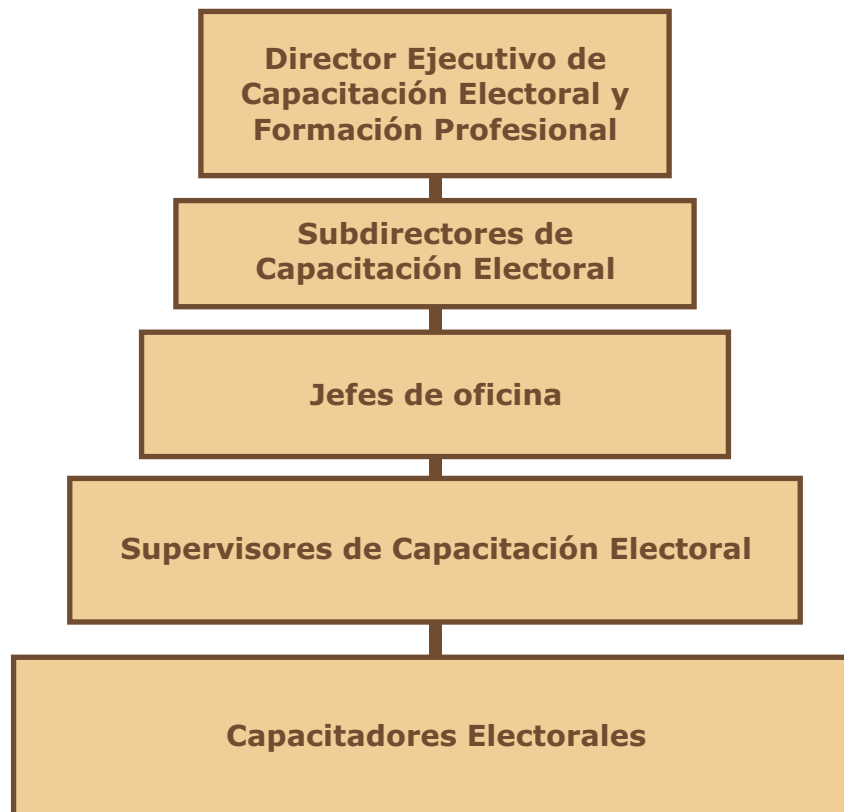 Director Ejecutivo de
Capacitación Electoral y
Formación Profesional
Subdirectores de
Capacitación Electoral
Jefes de oficina
Supervisores de Capacitación Electoral
Capacitadores Electorales